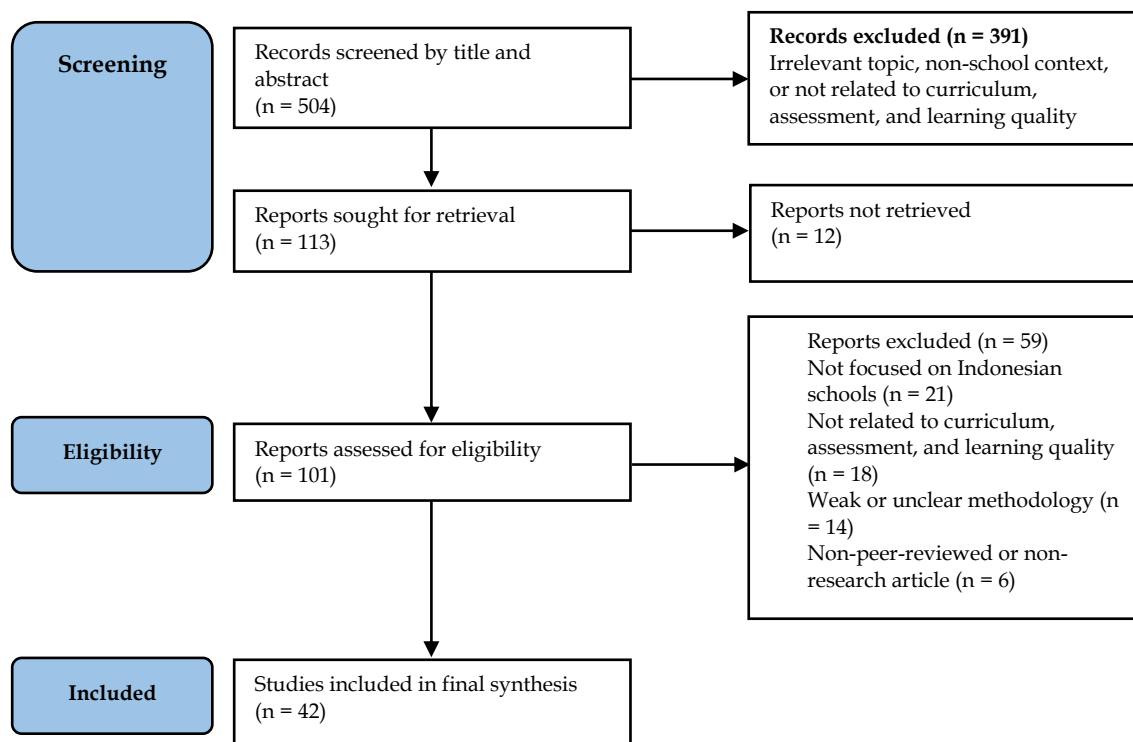 Screening
Records screened by title and
abstract
(n = 504)
Records excluded (n = 391)
Irrelevant topic, non-school context,
or not related to curriculum,
assessment, and learning quality
Reports sought for retrieval
(n = 113)
Reports not retrieved
(n = 12)
Eligibility
Reports assessed for eligibility
(n = 101)
Reports excluded (n = 59)
Not focused on Indonesian
schools (n = 21)
Not related to curriculum,
assessment, and learning quality
(n = 18)
Weak or unclear methodology (n
= 14)
Non-peer-reviewed or non-
research article (n = 6)
Included
Studies included in final synthesis
(n = 42)